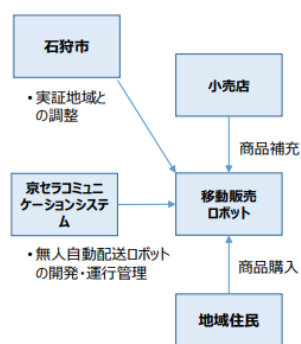 石狩市
小売店
・実証地域と
の調整
商品補充
京セラコミュニ
ケーションシステ
ム
移動販売
ロボット
・無人自動配送ロボット
の開発・運行管理
商品購入
地域住民